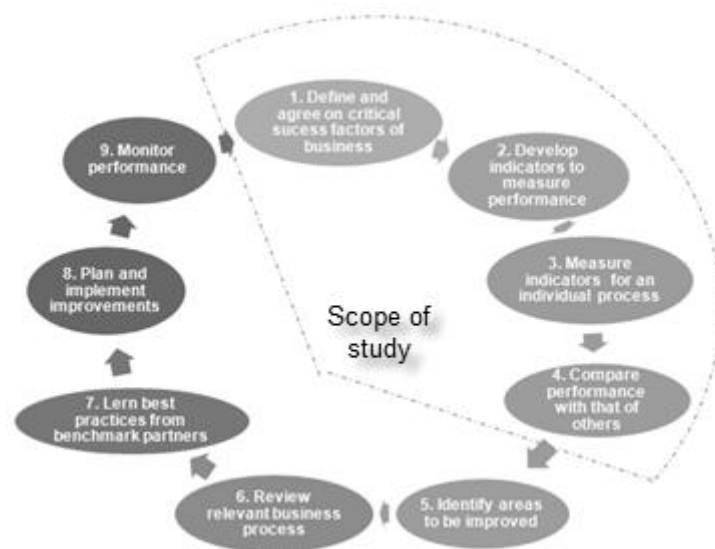 1. Define and
agree on critical
sucess factors of
business
2. Develop
indicators to
measure
performance
3. Measure
indicators for an
individual process
4. Compare
performance
with that of
others
5. Identify areas
to be improved
6. Review
relevant business
process
7. Lern best
practices from
benchmark partners
8. Plan and
implement
improvements
9. Monitor
performance
Scope of
study